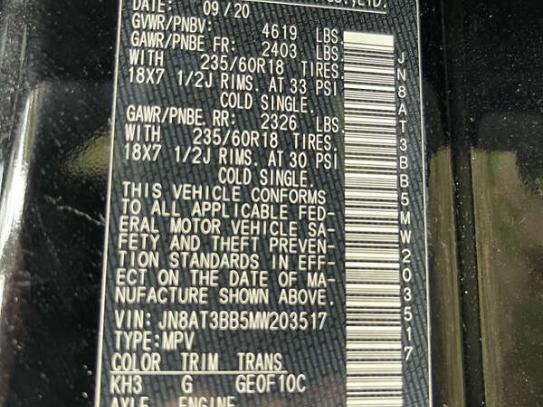 DATE: 09/20
GVWR/PNBV: 4619 LBS.
GAWR/PNBE FR: 2403 LBS.
WITH 235/60R18 TIRES.
18X7 1/2J RIMS. AT 33 PSI
COLD SINGLE.
GAWR/PNBE. RR: 2326 LBS.
WITH 235/60R18 TIRES.
18X7 1/2J RIMS. AT 30 PSI
COLD SINGLE.
THIS VEHICLE CONFORMS
TO ALL APPLICABLE FED-
ERAL MOTOR VEHICLE SA-
FETY AND THEFT PREVEN-
TION STANDARDS IN EFF-
ECT ON THE DATE OF MA-
NUFACTURE SHOWN ABOVE.
VIN: JN8AT3BB5MW203517
TYPE:MPV
COLOR TRIM TRANS
KH3 G GE0F10C
AXLE ENGINE
JN8AT3BB5MW203517